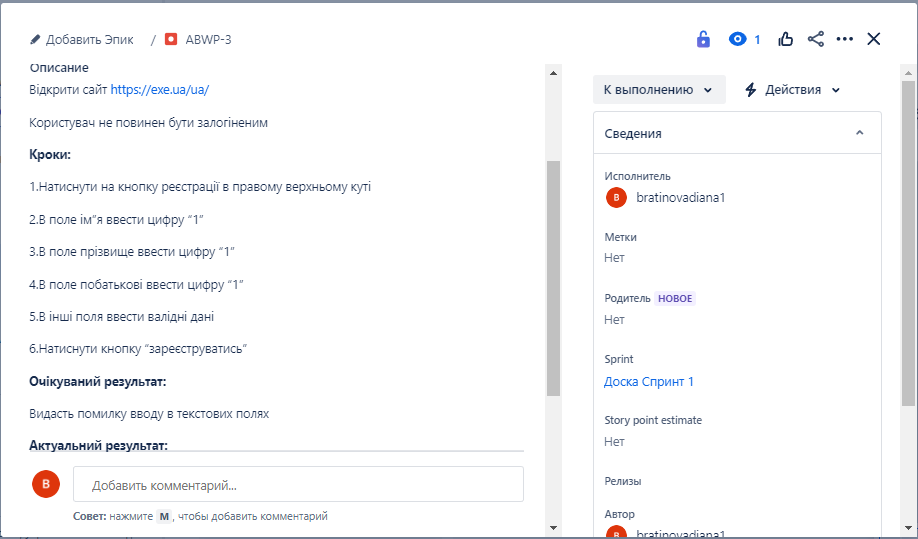 Добавить Эпик / ABWP-3
1
Описание
Відкрити сайт https://exe.ua/ua/
Користувач не повинен бути залогіненим
Кроки:
1.Натиснути на кнопку реєстрації в правому верхньому куті
2.В поле ім"я ввести цифру “1”
3.В поле прізвище ввести цифру “1”
4.В поле побатькові ввести цифру “1”
5.В інші поля ввести валідні дані
6.Натиснути кнопку “зареєструватись”
Очікуваний результат:
Видасть помилку вводу в текстових полях
Актуальний результат:
B
Добавить комментарий...
Совет: нажмите M , чтобы добавить комментарий
К выполнению
Действия
Сведения
Исполнитель
B bratinovadiana1
Метки
Нет
Родитель НОВОЕ
Нет
Sprint
Доска Спринт 1
Story point estimate
Нет
Релизы
Автор
B bratinovadiana1